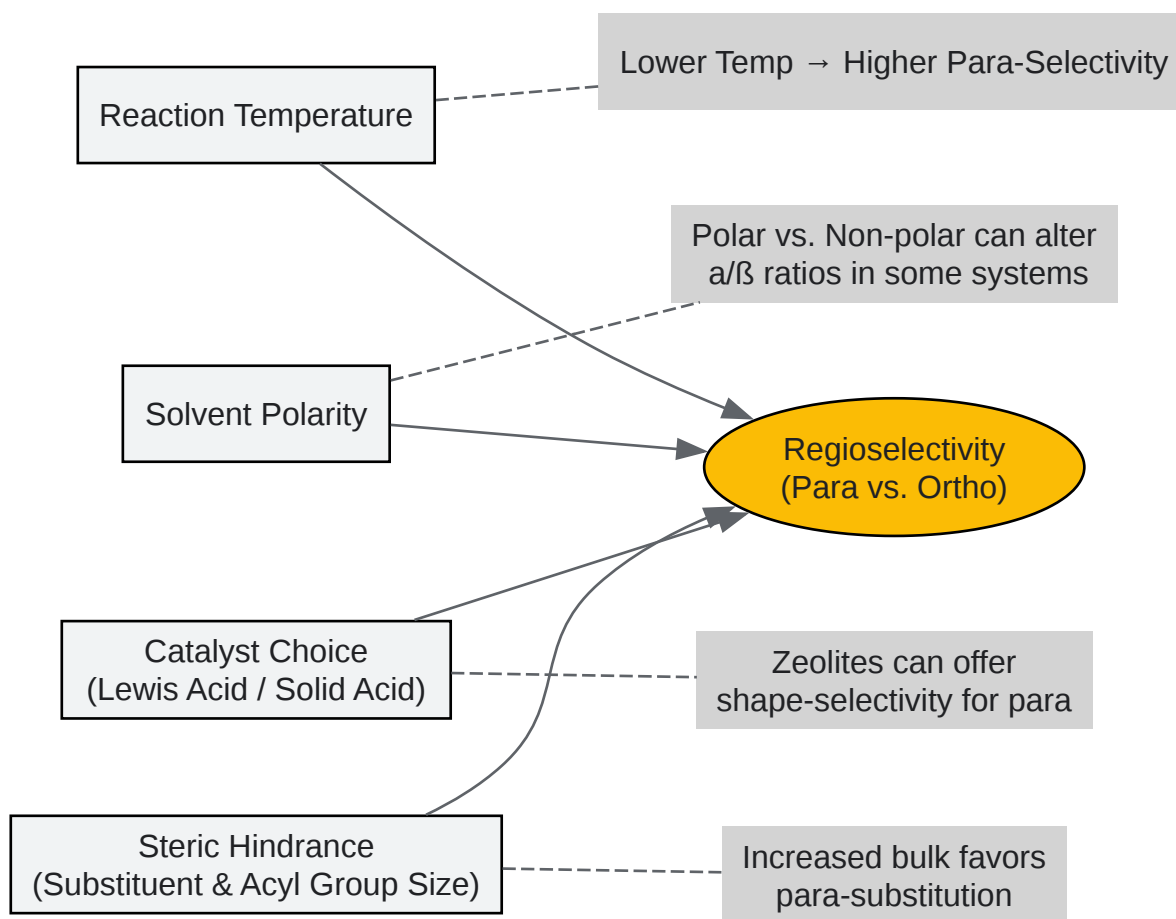 Lower Temp → Higher Para-Selectivity
Reaction Temperature
Polar vs. Non-polar can alter
a/ß ratios in some systems
Solvent Polarity
Regioselectivity
(Para vs. Ortho)
Catalyst Choice
(Lewis Acid / Solid Acid)
Zeolites can offer
shape-selectivity for para
Steric Hindrance
(Substituent & Acyl Group Size)
Increased bulk favors
para-substitution